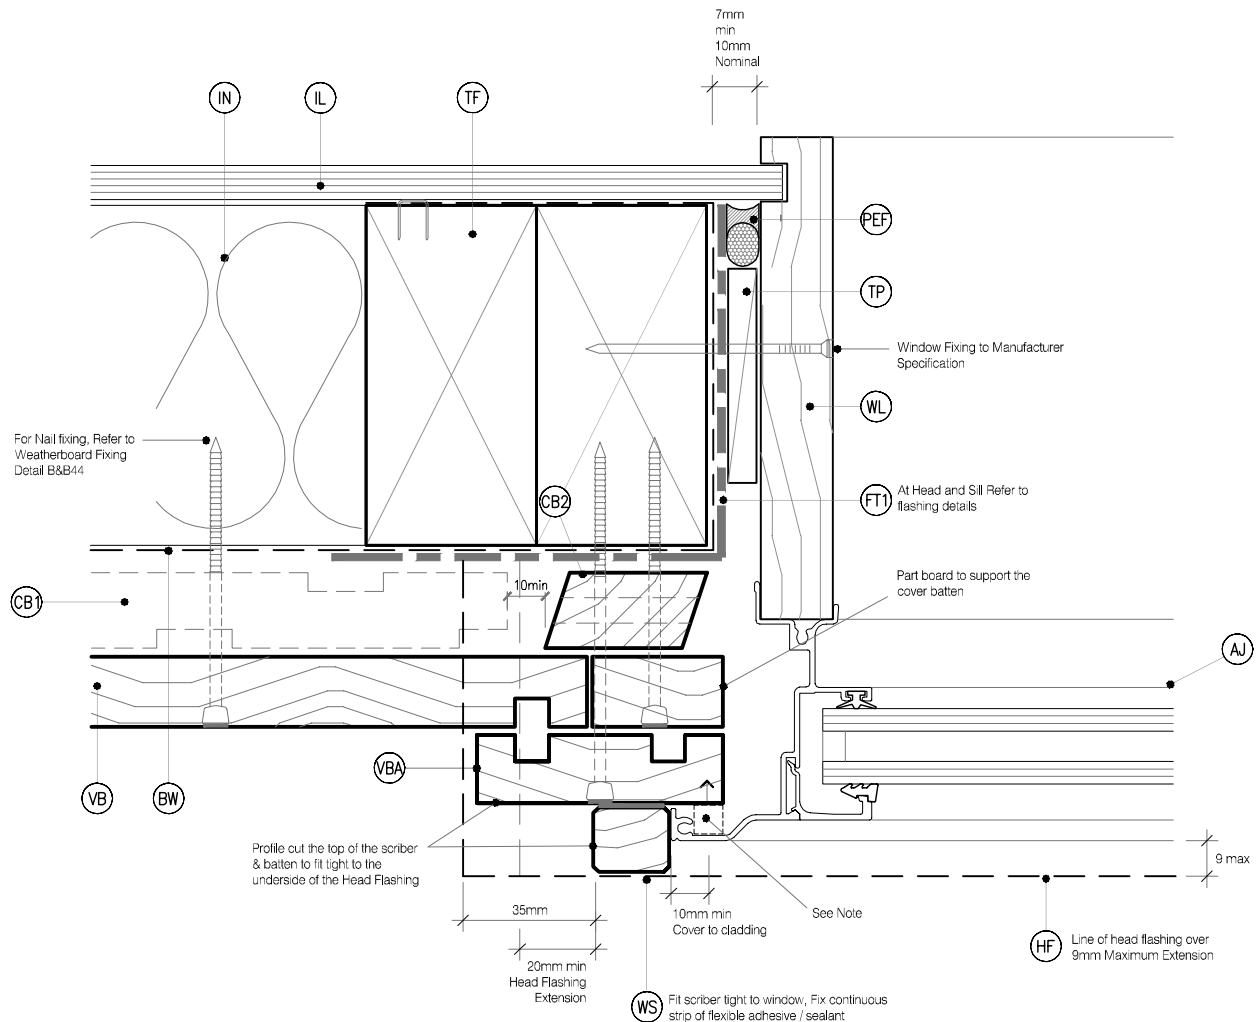 7mm
min
10mm
Nominal
IN
IL
TF
PEF
TP
Window Fixing to Manufacturer
Specification
WL
For Nail fixing, Refer to
Weatherboard Fixing
Detail B&B44
CB2
FT1
At Head and Sill Refer to
flashing details
Part board to support the
cover batten
10min
CB1
AJ
VBA
VB
BW
Profile cut the top of the scriber
& batten to fit tight to the
underside of the Head Flashing
9 max
35mm
10mm min
Cover to cladding
See Note
20mm min
Head Flashing
Extension
HF
Line of head flashing over
9mm Maximum Extension
WS
Fit scriber tight to window, Fix continuous
strip of flexible adhesive / sealant